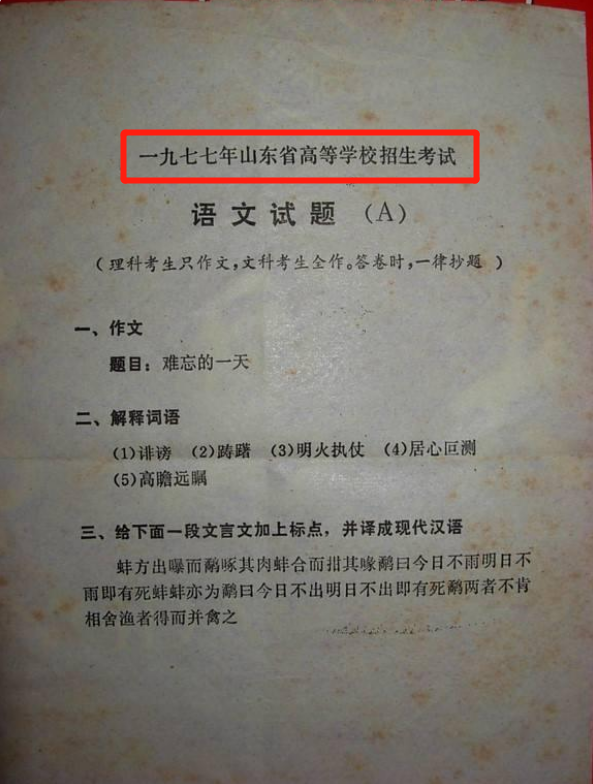 一九七七年山东省高等学校招生考试
语文试题（A）
（理科考生只作文，文科考生全作。答卷时，一律抄题）
一、作文
题目：难忘的一天
二、解释词语
(1)诽谤 (2)踌躇 (3)明火执仗 (4)居心叵测
(5)高瞻远瞩
三、给下面一段文言文加上标点，并译成现代汉语
蚌方出曝而鹬啄其肉蚌合而拑其喙鹬曰今日不雨明日不
雨即有死蚌蚌亦为鹬曰今日不出明日不出即有死鹬两者不肯
相舍渔者得而并禽之